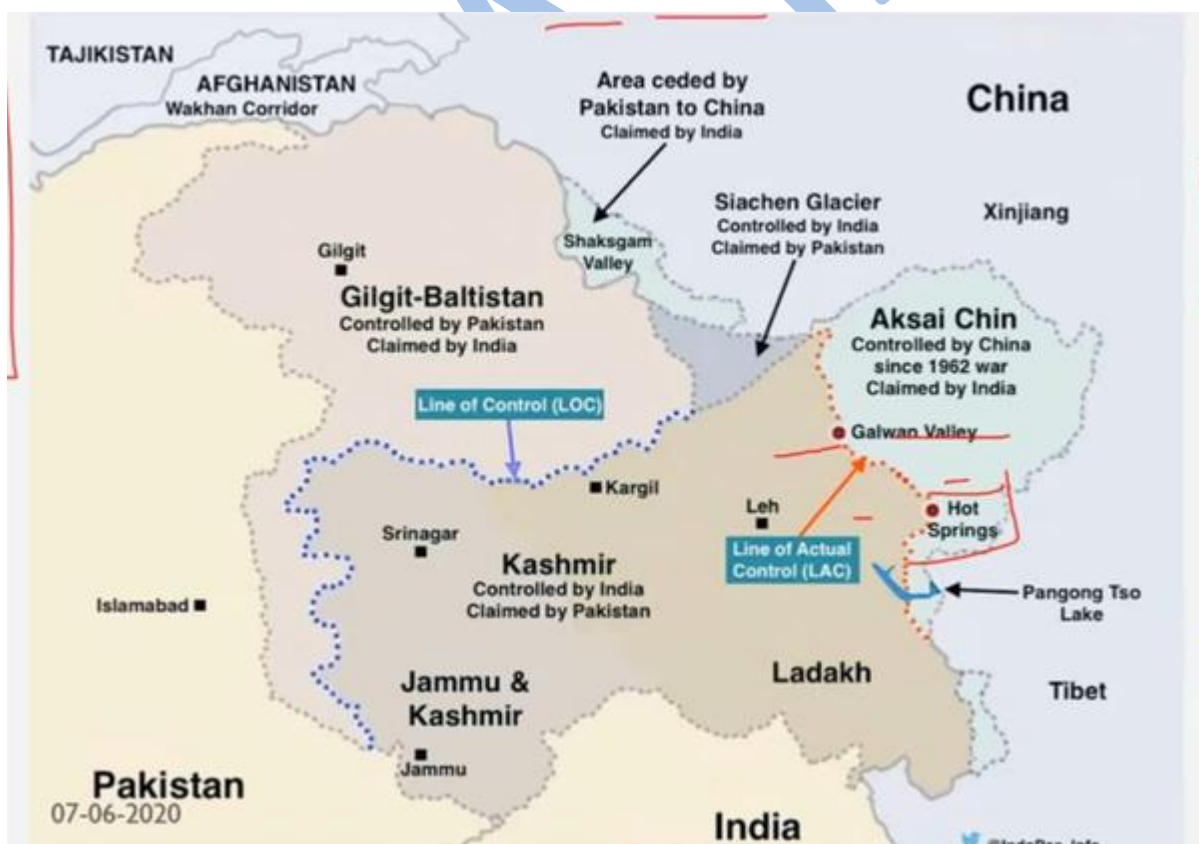 TAJIKISTAN
AFGHANISTAN
Wakhan Corridor
Area ceded by
Pakistan to China
Claimed by India
China
Siachen Glacier
Controlled by India
Claimed by Pakistan
Xinjiang
Shaksgam
Valley
Gilgit
Gilgit-Baltistan
Controlled by Pakistan
Claimed by India
Aksai Chin
Controlled by China
since 1962 war
Claimed by India
Line of Control (LOC)
Galwan Valley
Kargil
Leh
Hot
Springs
Srinagar
Line of Actual
Control (LAC)
Kashmir
Controlled by India
Claimed by Pakistan
Islamabad
Pangong Tso
Lake
Ladakh
Tibet
Jammu &
Kashmir
Jammu
Pakistan
07-06-2020
India